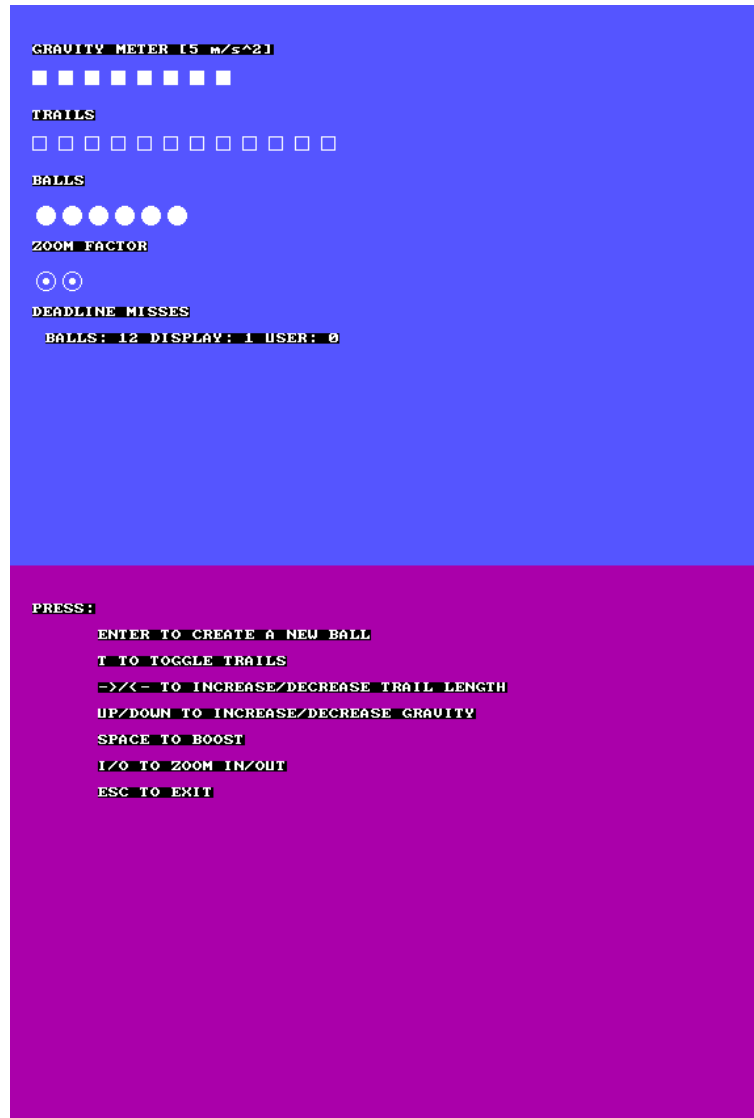 GRAVITY METER [5 m/s^2]
TRAILS
BALLS
ZOOM FACTOR
DEADLINE MISSES
BALLS: 12 DISPLAY: 1 USER: 0
PRESS:
ENTER TO CREATE A NEW BALL
T TO TOGGLE TRAILS
->/<- TO INCREASE/DECREASE TRAIL LENGTH
UP/DOWN TO INCREASE/DECREASE GRAVITY
SPACE TO BOOST
I/O TO ZOOM IN/OUT
ESC TO EXIT